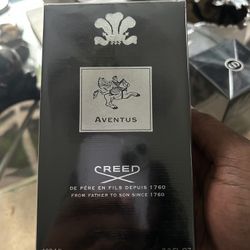 AVENTUS
CREED
DE PÈRE EN FILS DEPUIS 1760
FROM FATHER TO SON SINCE 1760